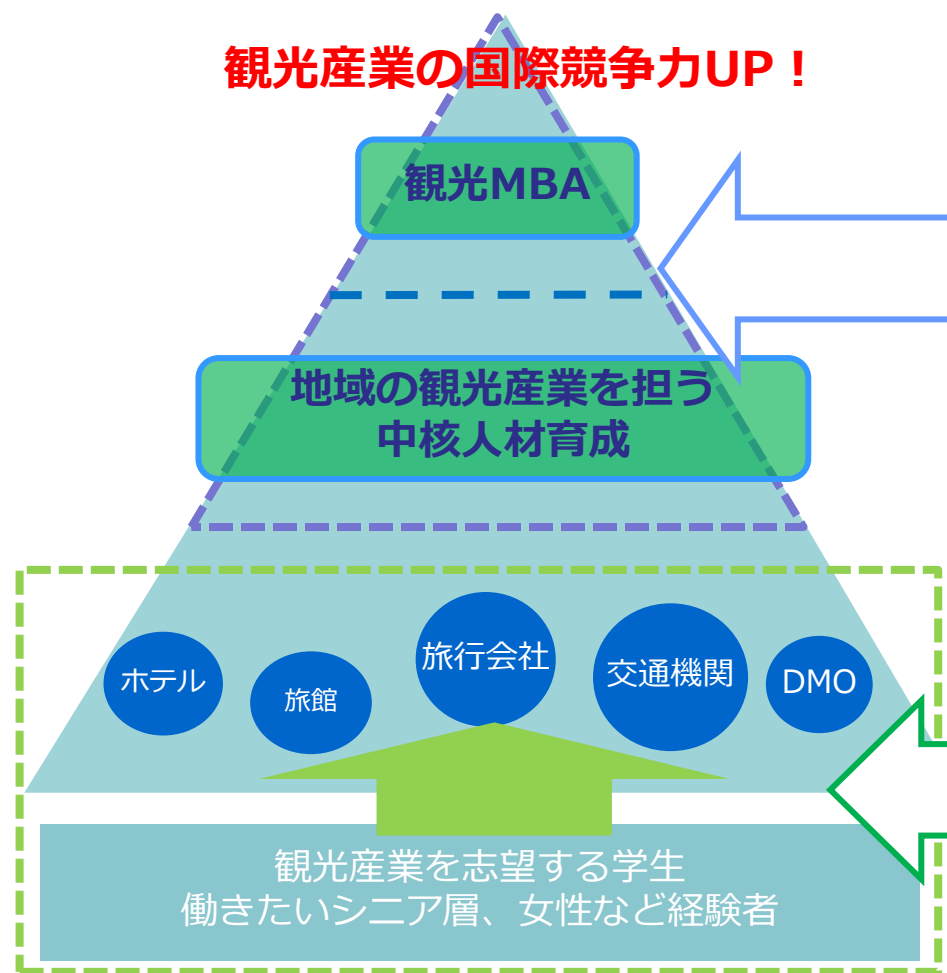 観光産業の国際競争力UP！
観光MBA
地域の観光産業を担う
中核人材育成
ホテル
旅館
旅行会社
交通機関
DMO
観光産業を志望する学生
働きたいシニア層、女性など経験者